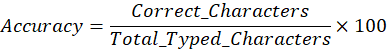 Accuracy = Correct_Characters / Total_Typed_Characters × 100